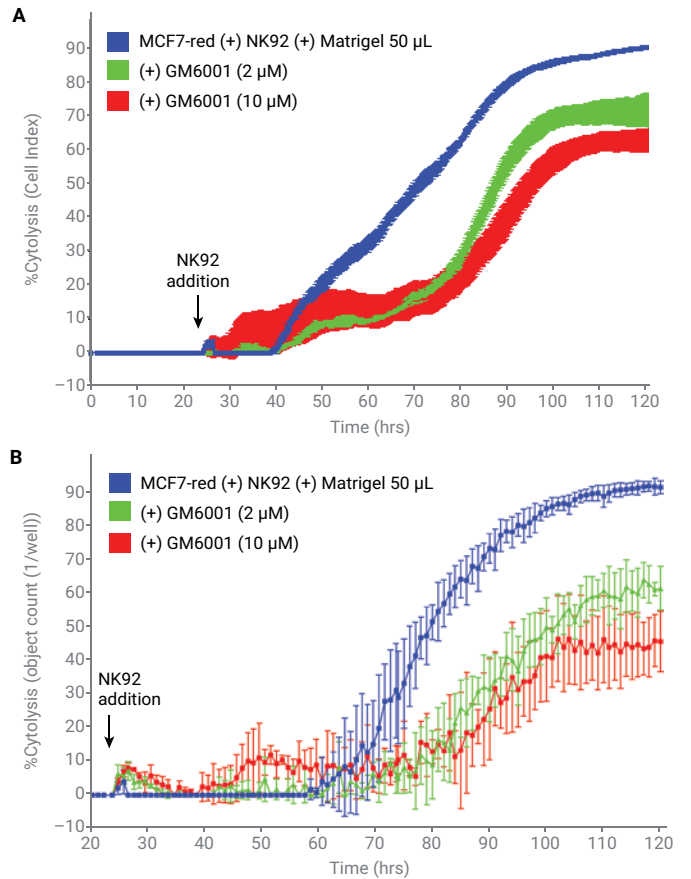 A
MCF7-red (+) NK92 (+) Matrigel 50 µL
(+) GM6001 (2 µM)
(+) GM6001 (10 µM)
%Cytolysis (Cell Index)
90
80
70
60
50
40
30
20
10
0
−10
NK92
addition
0 10 20 30 40 50 60 70 80 90 100 110 120
Time (hrs)
B
MCF7-red (+) NK92 (+) Matrigel 50 µL
(+) GM6001 (2 µM)
(+) GM6001 (10 µM)
%Cytolysis (object count (1/well))
90
80
70
60
50
40
30
20
10
0
−10
NK92
addition
20 30 40 50 60 70 80 90 100 110 120
Time (hrs)